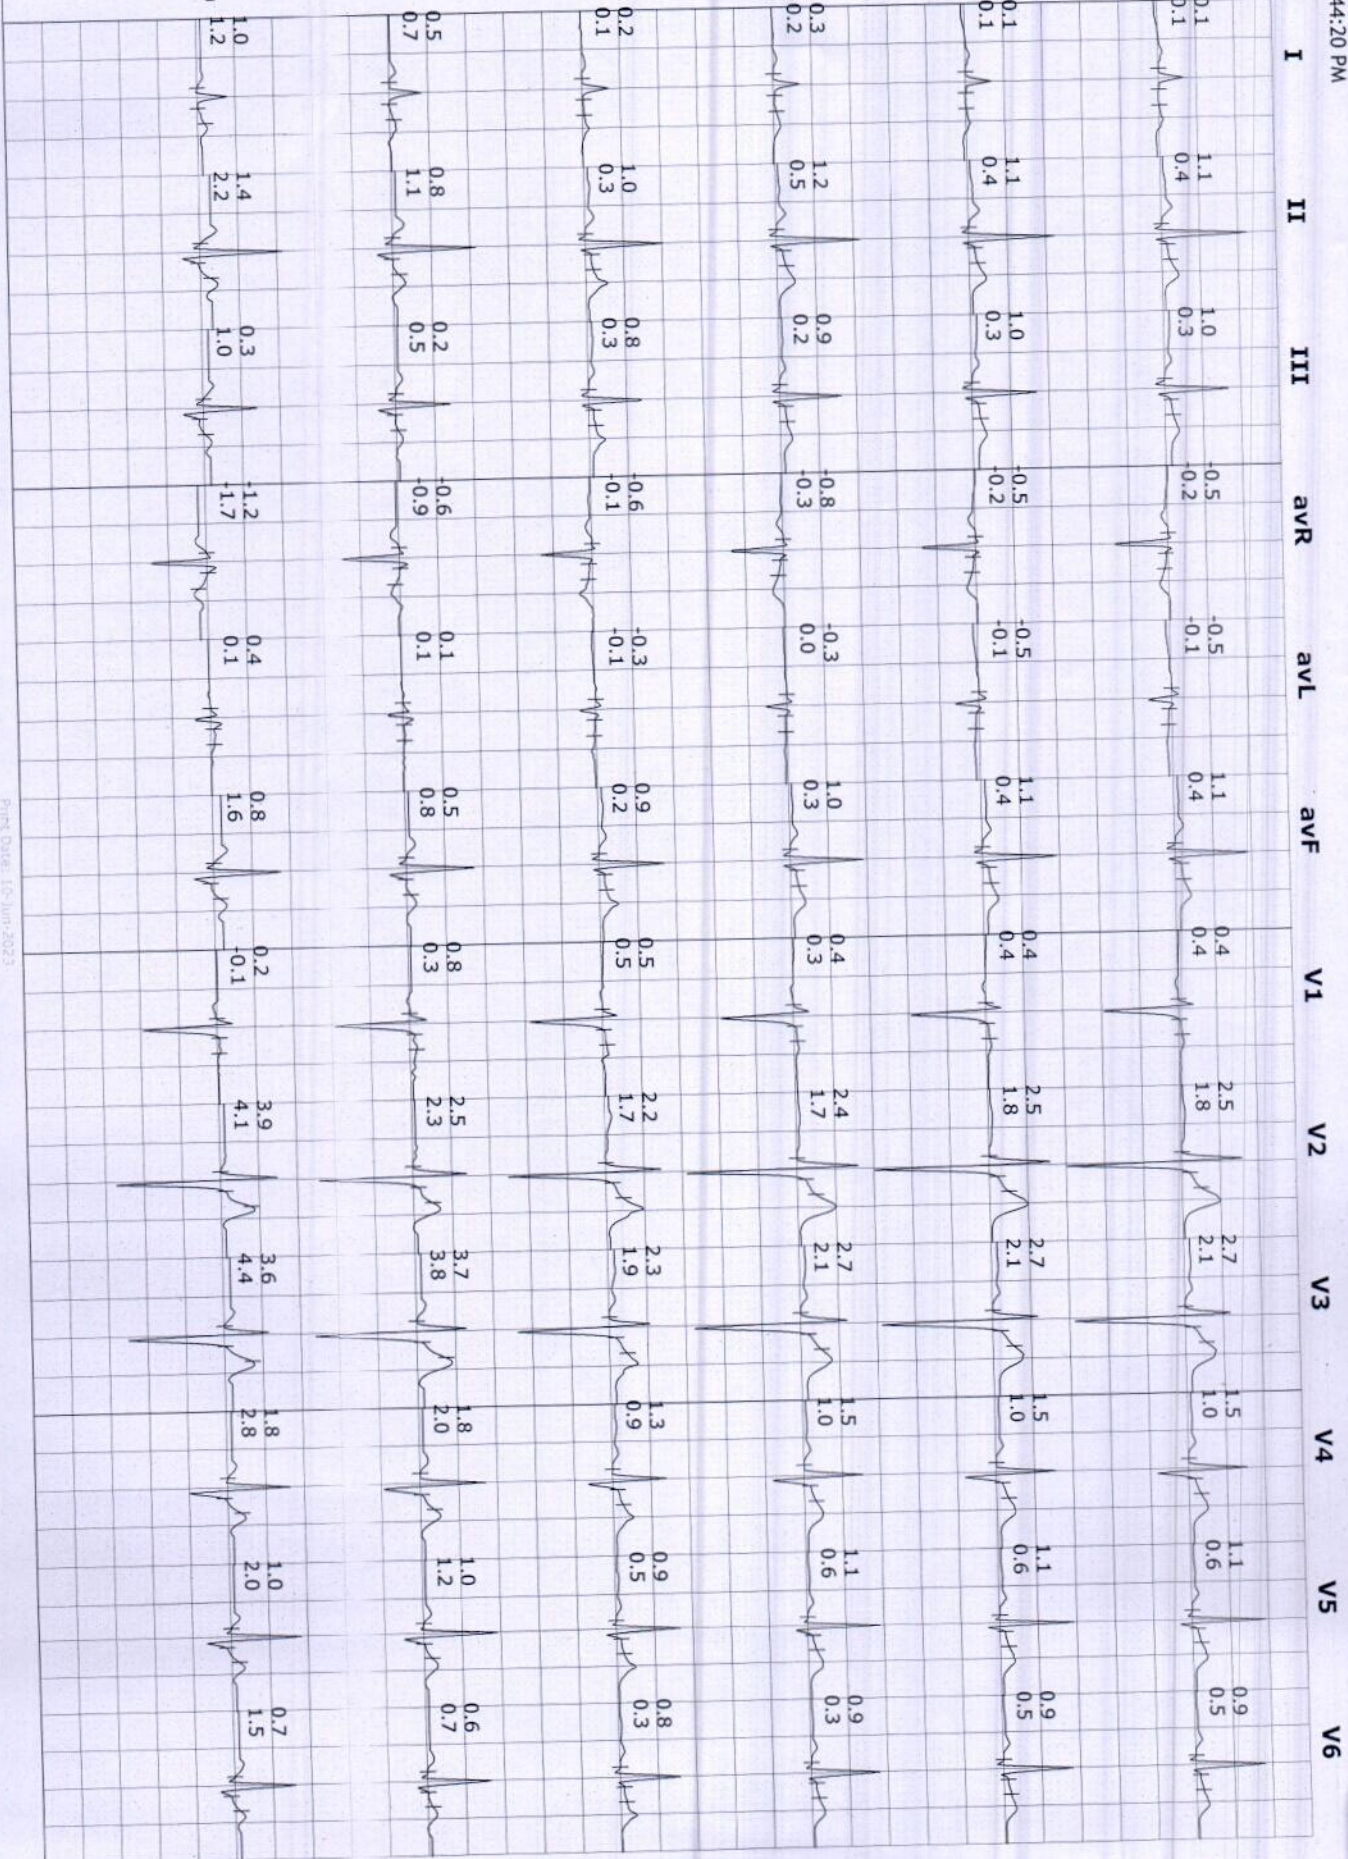 44:20 PM
I II III avR avL avF V1 V2 V3 V4 V5 V6
0.1 1.1 1.0 -0.5 -0.5 1.1 0.4 2.5 2.7 1.5 1.1 0.9
0.1 0.4 0.3 -0.2 -0.1 0.4 0.4 1.8 2.1 1.0 0.6 0.5
0.1 1.1 1.0 -0.5 -0.5 1.1 0.4 2.5 2.7 1.5 1.1 0.9
0.1 0.4 0.3 -0.2 -0.1 0.4 0.4 1.8 2.1 1.0 0.6 0.5
0.3 1.2 0.9 -0.8 -0.3 1.0 0.4 2.4 2.7 1.5 1.1 0.9
0.2 0.5 0.2 -0.3 0.0 0.3 0.3 1.7 2.1 1.0 0.6 0.3
0.2 1.0 0.8 -0.6 -0.3 0.9 0.5 2.2 2.3 1.3 0.9 0.8
0.1 0.3 0.3 -0.1 -0.1 0.2 0.5 1.7 1.9 0.9 0.5 0.3
0.5 0.8 0.2 -0.6 0.1 0.5 0.8 2.5 3.7 1.8 1.0 0.6
0.7 1.1 0.5 -0.9 0.1 0.8 0.3 2.3 3.8 2.0 1.2 0.7
1.0 1.4 0.3 -1.2 0.4 0.8 0.2 3.9 3.6 1.8 1.0 0.7
1.2 2.2 1.0 -1.7 0.1 1.6 -0.1 4.1 4.4 2.8 2.0 1.5
Print Date: 10-Jun-2023